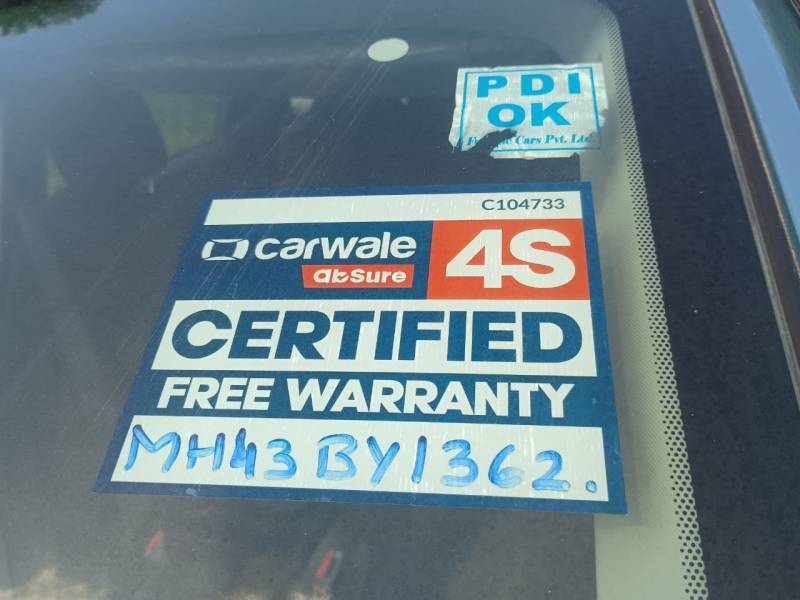 PDI
OK
Cars Pvt. Ltd.
C104733
carwale
abSure
4S
CERTIFIED
FREE WARRANTY
MH43BY1362.